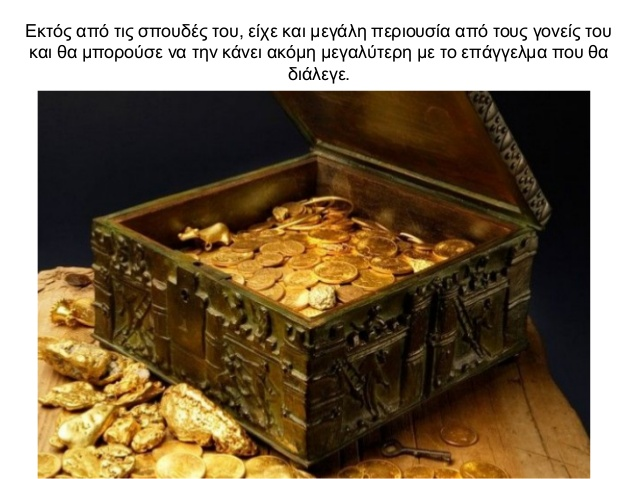 Εκτός από τις σπουδές του, είχε και μεγάλη περιουσία από τους γονείς του
και θα μπορούσε να την κάνει ακόμη μεγαλύτερη με το επάγγελμα που θα
διάλεγε.